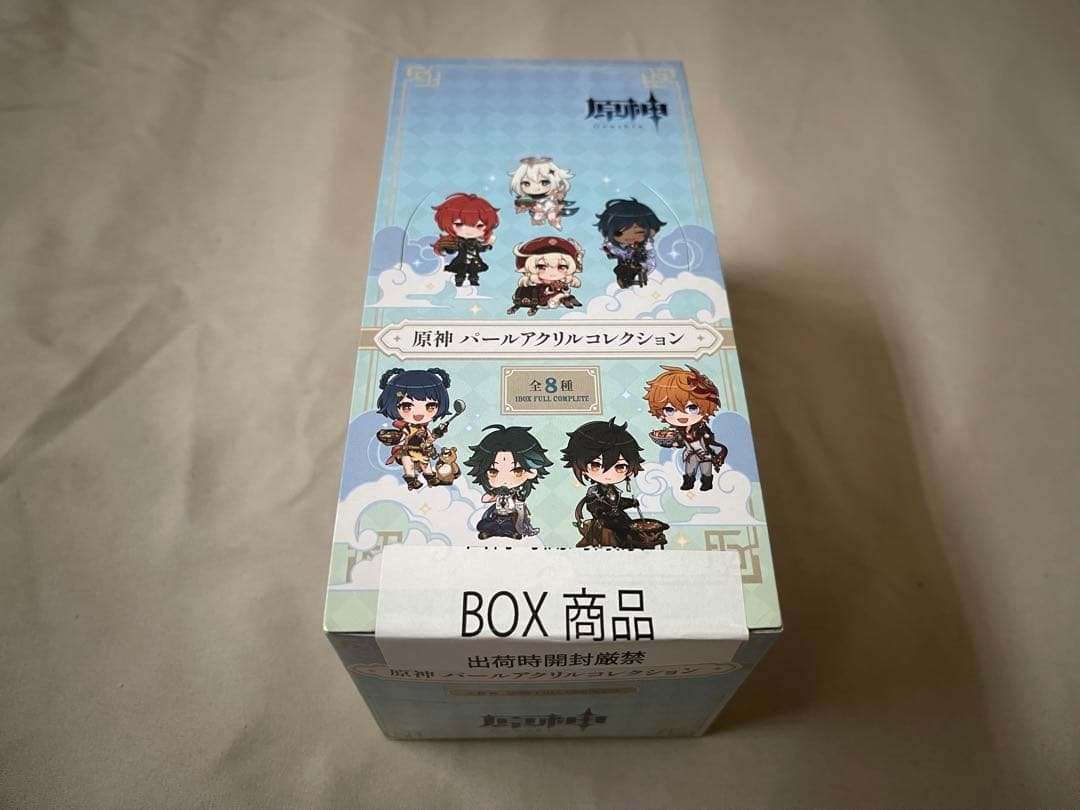 原神
Genshin
原神 パールアクリルコレクション
全8種
1BOX FULL COMPLETE
BOX 商品
出荷時開封厳禁
原神 パールアクリルコレクション
原神